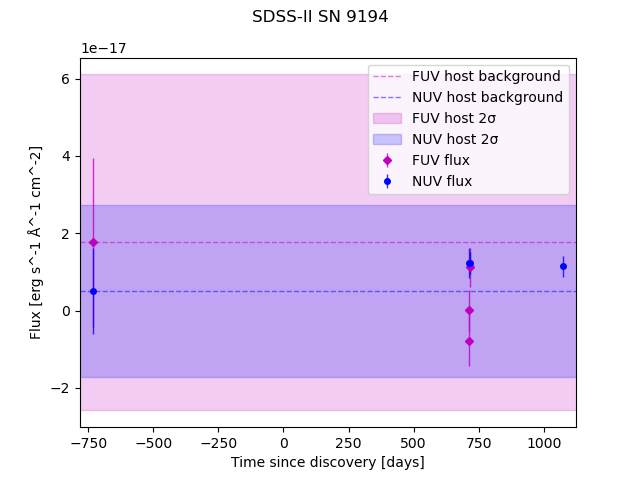 SDSS-II SN 9194
1e−17
FUV host background
NUV host background
FUV host 2σ
NUV host 2σ
FUV flux
NUV flux
6
4
2
0
−2
Flux [erg s^-1 Å^-1 cm^-2]
−750 −500 −250 0 250 500 750 1000
Time since discovery [days]